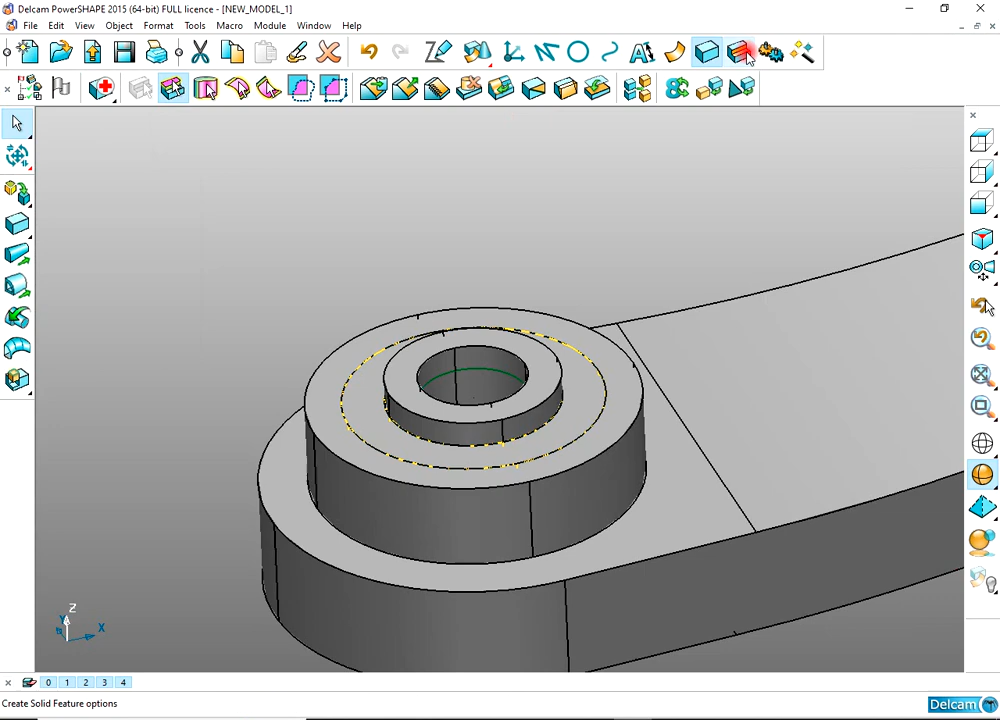 Delcam PowerSHAPE 2015 (64-bit) FULL licence - [NEW_MODEL_1]
File Edit View Object Format Tools Macro Module Window Help
Z
Y
X
0 1 2 3 4
Create Solid Feature options
Delcam